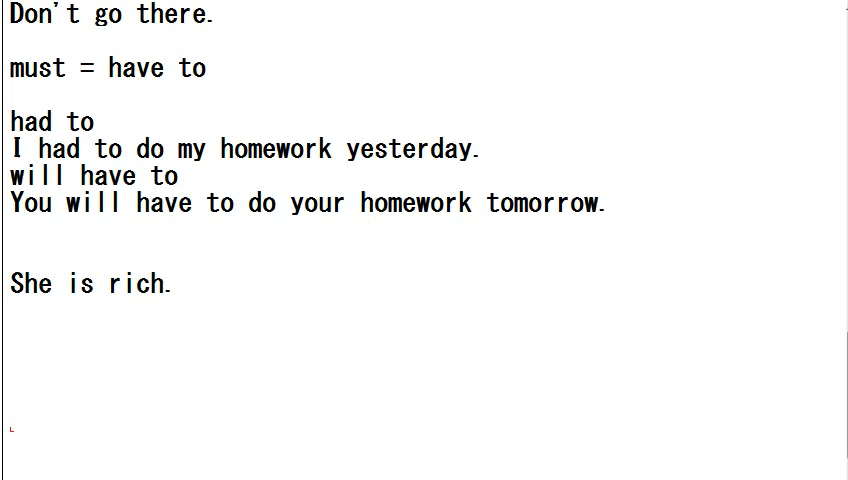 Don't go there.
must = have to
had to
I had to do my homework yesterday.
will have to
You will have to do your homework tomorrow.
She is rich.